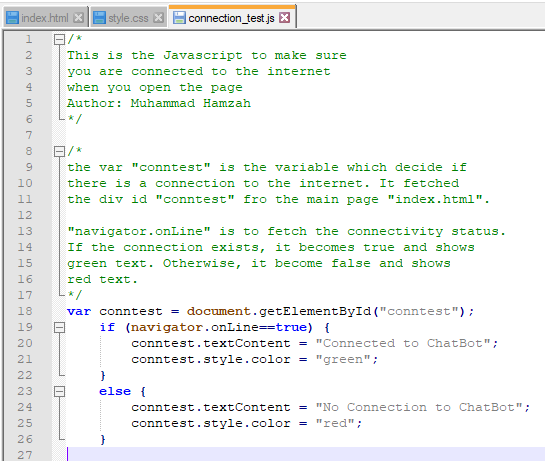 index.html style.css connection_test.js
1 /*
2 This is the Javascript to make sure
3 you are connected to the internet
4 when you open the page
5 Author: Muhammad Hamzah
6 */
7
8 /*
9 the var "conntest" is the variable which decide if
10 there is a connection to the internet. It fetched
11 the div id "conntest" fro the main page "index.html".
12
13 "navigator.onLine" is to fetch the connectivity status.
14 If the connection exists, it becomes true and shows
15 green text. Otherwise, it become false and shows
16 red text.
17 */
18 var conntest = document.getElementById("conntest");
19     if (navigator.onLine==true) {
20         conntest.textContent = "Connected to ChatBot";
21         conntest.style.color = "green";
22     }
23     else {
24         conntest.textContent = "No Connection to ChatBot";
25         conntest.style.color = "red";
26     }
27